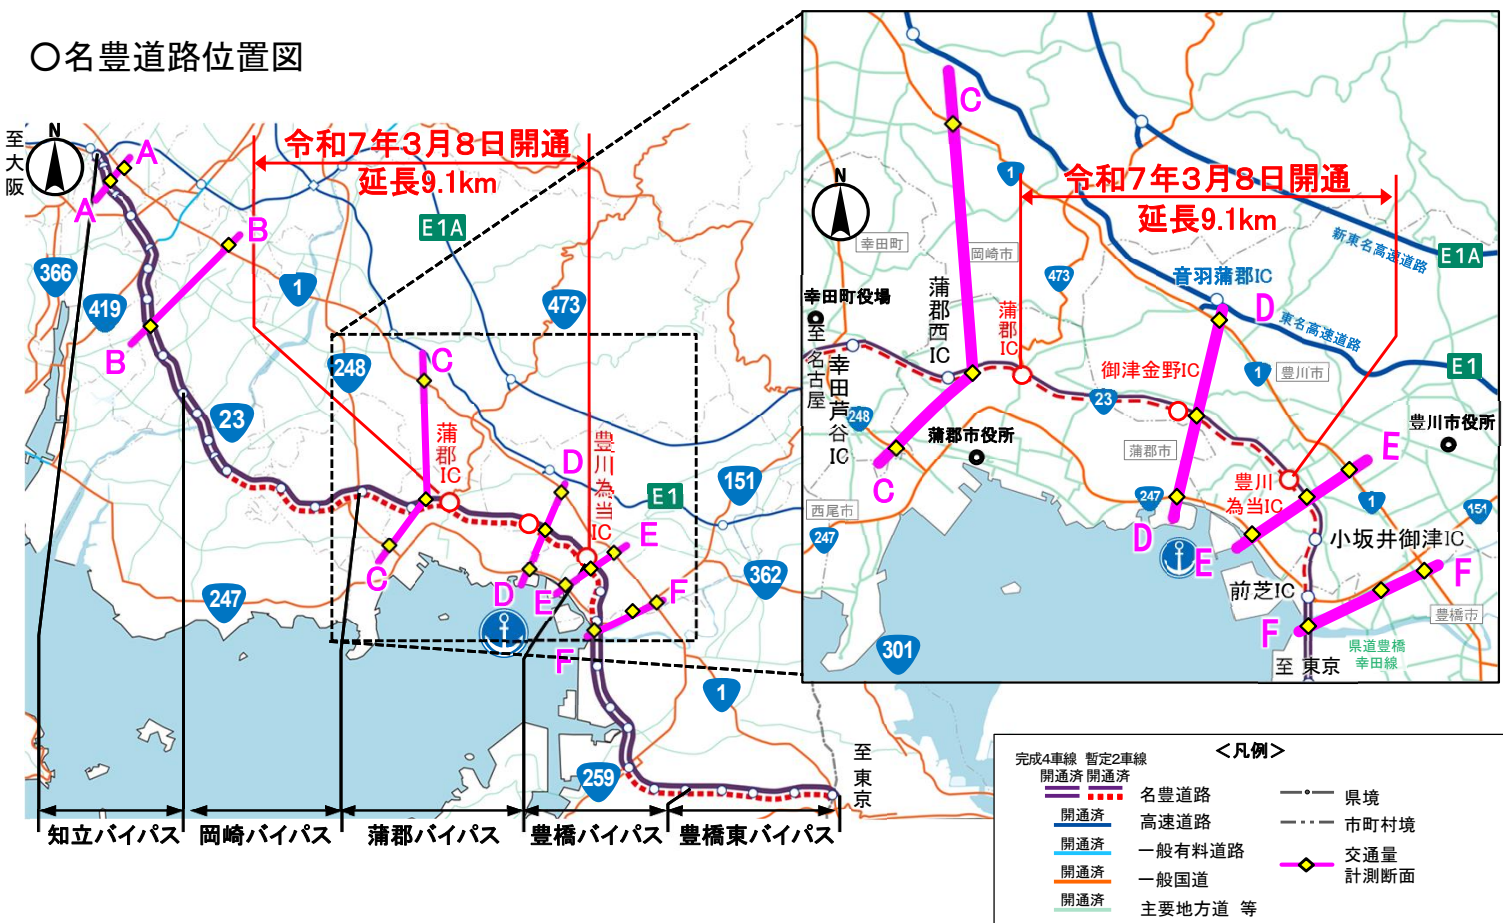 〇名豊道路位置図
至大阪
N
令和7年3月8日開通
延長9.1km
A
A
B
B
C
C
D
D
E
E
F
F
E1A
E1
366
419
1
473
248
23
247
151
362
1
259
蒲郡IC
豊川為当IC
至東京
知立バイパス
岡崎バイパス
蒲郡バイパス
豊橋バイパス
豊橋東バイパス
N
令和7年3月8日開通
延長9.1km
C
C
D
D
E
E
F
F
1
473
新東名高速道路
E1A
幸田町
岡崎市
音羽蒲郡IC
東名高速道路
E1
幸田町役場
至名古屋
幸田芦谷IC
蒲郡西IC
蒲郡IC
御津金野IC
1
豊川市
23
248
蒲郡市役所
蒲郡市
豊川市役所
豊川為当IC
247
1
151
西尾市
247
小坂井御津IC
前芝IC
豊橋市
301
県道豊橋幸田線
至 東京
<凡例>
完成4車線 暫定2車線
開通済 開通済
名豊道路
開通済
高速道路
開通済
一般有料道路
開通済
一般国道
開通済
主要地方道 等
県境
市町村境
交通量
計測断面